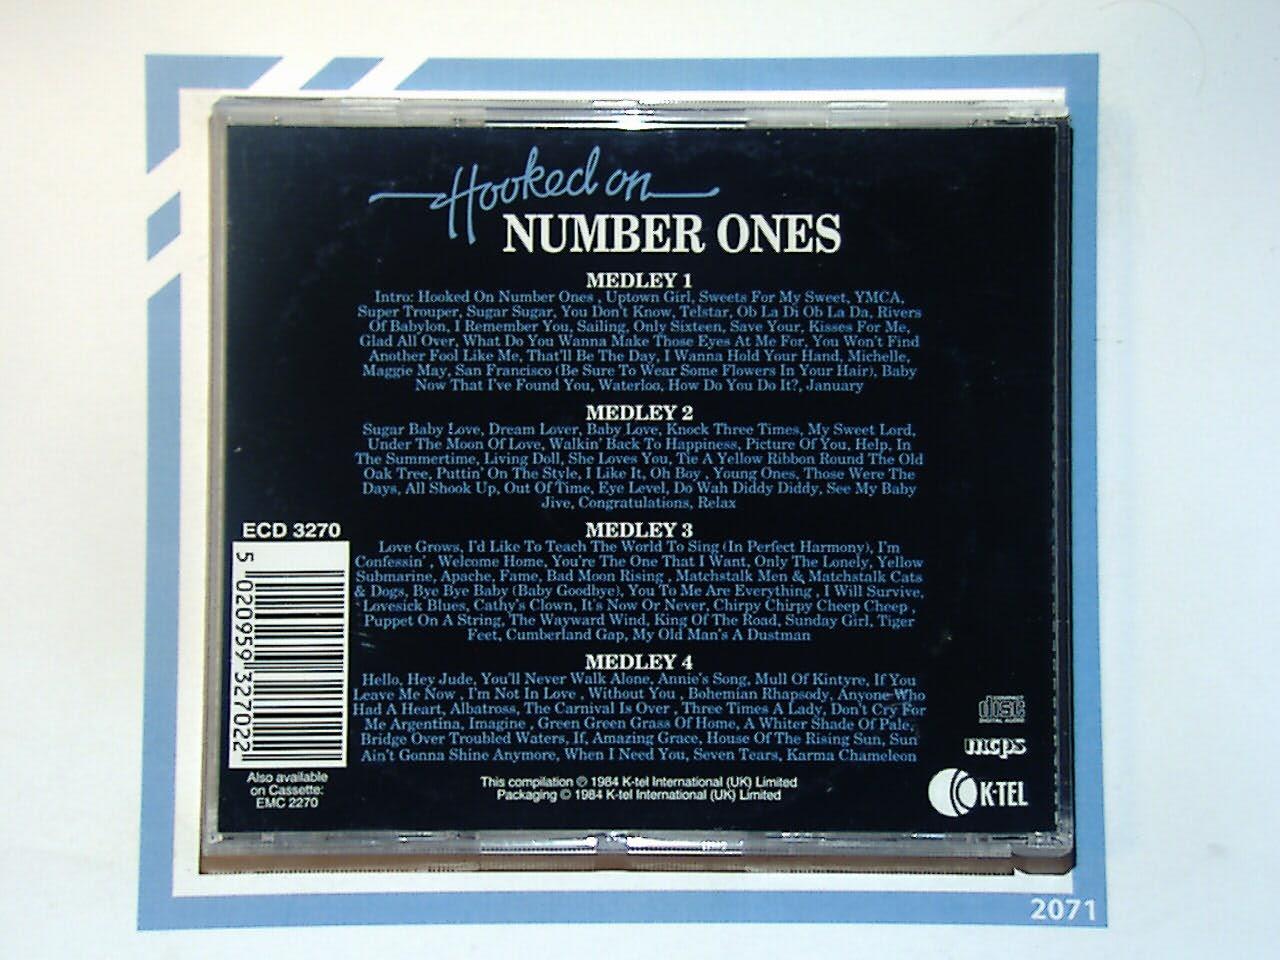 Hooked on
NUMBER ONES
MEDLEY 1
Intro: Hooked On Number Ones , Uptown Girl, Sweets For My Sweet, YMCA,
Super Trouper, Sugar Sugar, You Don't Know, Telstar, Ob La Di Ob La Da, Rivers
Of Babylon, I Remember You, Sailing, Only Sixteen, Save Your, Kisses For Me,
Glad All Over, What Do You Wanna Make Those Eyes At Me For, You Won't Find
Another Fool Like Me, That'll Be The Day, I Wanna Hold Your Hand, Michelle,
Maggie May, San Francisco (Be Sure To Wear Some Flowers In Your Hair), Baby
Now That I've Found You, Waterloo, How Do You Do It?, January
MEDLEY 2
Sugar Baby Love, Dream Lover, Baby Love, Knock Three Times, My Sweet Lord,
Under The Moon Of Love, Walkin' Back To Happiness, Picture Of You, Help, In
The Summertime, Living Doll, She Loves You, Tie A Yellow Ribbon Round The Old
Oak Tree, Puttin' On The Style, I Like It, Oh Boy , Young Ones, Those Were The
Days, All Shook Up, Out Of Time, Eye Level, Do Wah Diddy Diddy, See My Baby
Jive, Congratulations, Relax
MEDLEY 3
Love Grows, I'd Like To Teach The World To Sing (In Perfect Harmony), I'm
Confessin' , Welcome Home, You're The One That I Want, Only The Lonely, Yellow
Submarine, Apache, Fame, Bad Moon Rising , Matchstalk Men & Matchstalk Cats
& Dogs, Bye Bye Baby (Baby Goodbye), You To Me Are Everything , I Will Survive,
Lovesick Blues, Cathy's Clown, It's Now Or Never, Chirpy Chirpy Cheep Cheep ,
Puppet On A String, The Wayward Wind, King Of The Road, Sunday Girl, Tiger
Feet, Cumberland Gap, My Old Man's A Dustman
MEDLEY 4
Hello, Hey Jude, You'll Never Walk Alone, Annie's Song, Mull Of Kintyre, If You
Leave Me Now , I'm Not In Love , Without You , Bohemian Rhapsody, Anyone Who
Had A Heart, Albatross, The Carnival Is Over , Three Times A Lady, Don't Cry For
Me Argentina, Imagine , Green Green Grass Of Home, A Whiter Shade Of Pale,
Bridge Over Troubled Waters, If, Amazing Grace, House Of The Rising Sun, Sun
Ain't Gonna Shine Anymore, When I Need You, Seven Tears, Karma Chameleon
This compilation ℗ 1984 K-tel International (UK) Limited
Packaging © 1984 K-tel International (UK) Limited
ECD 3270
5 020959 327022
Also available
on Cassette:
EMC 2270
COMPACT
disc
DIGITAL AUDIO
mcps
K-TEL
2071